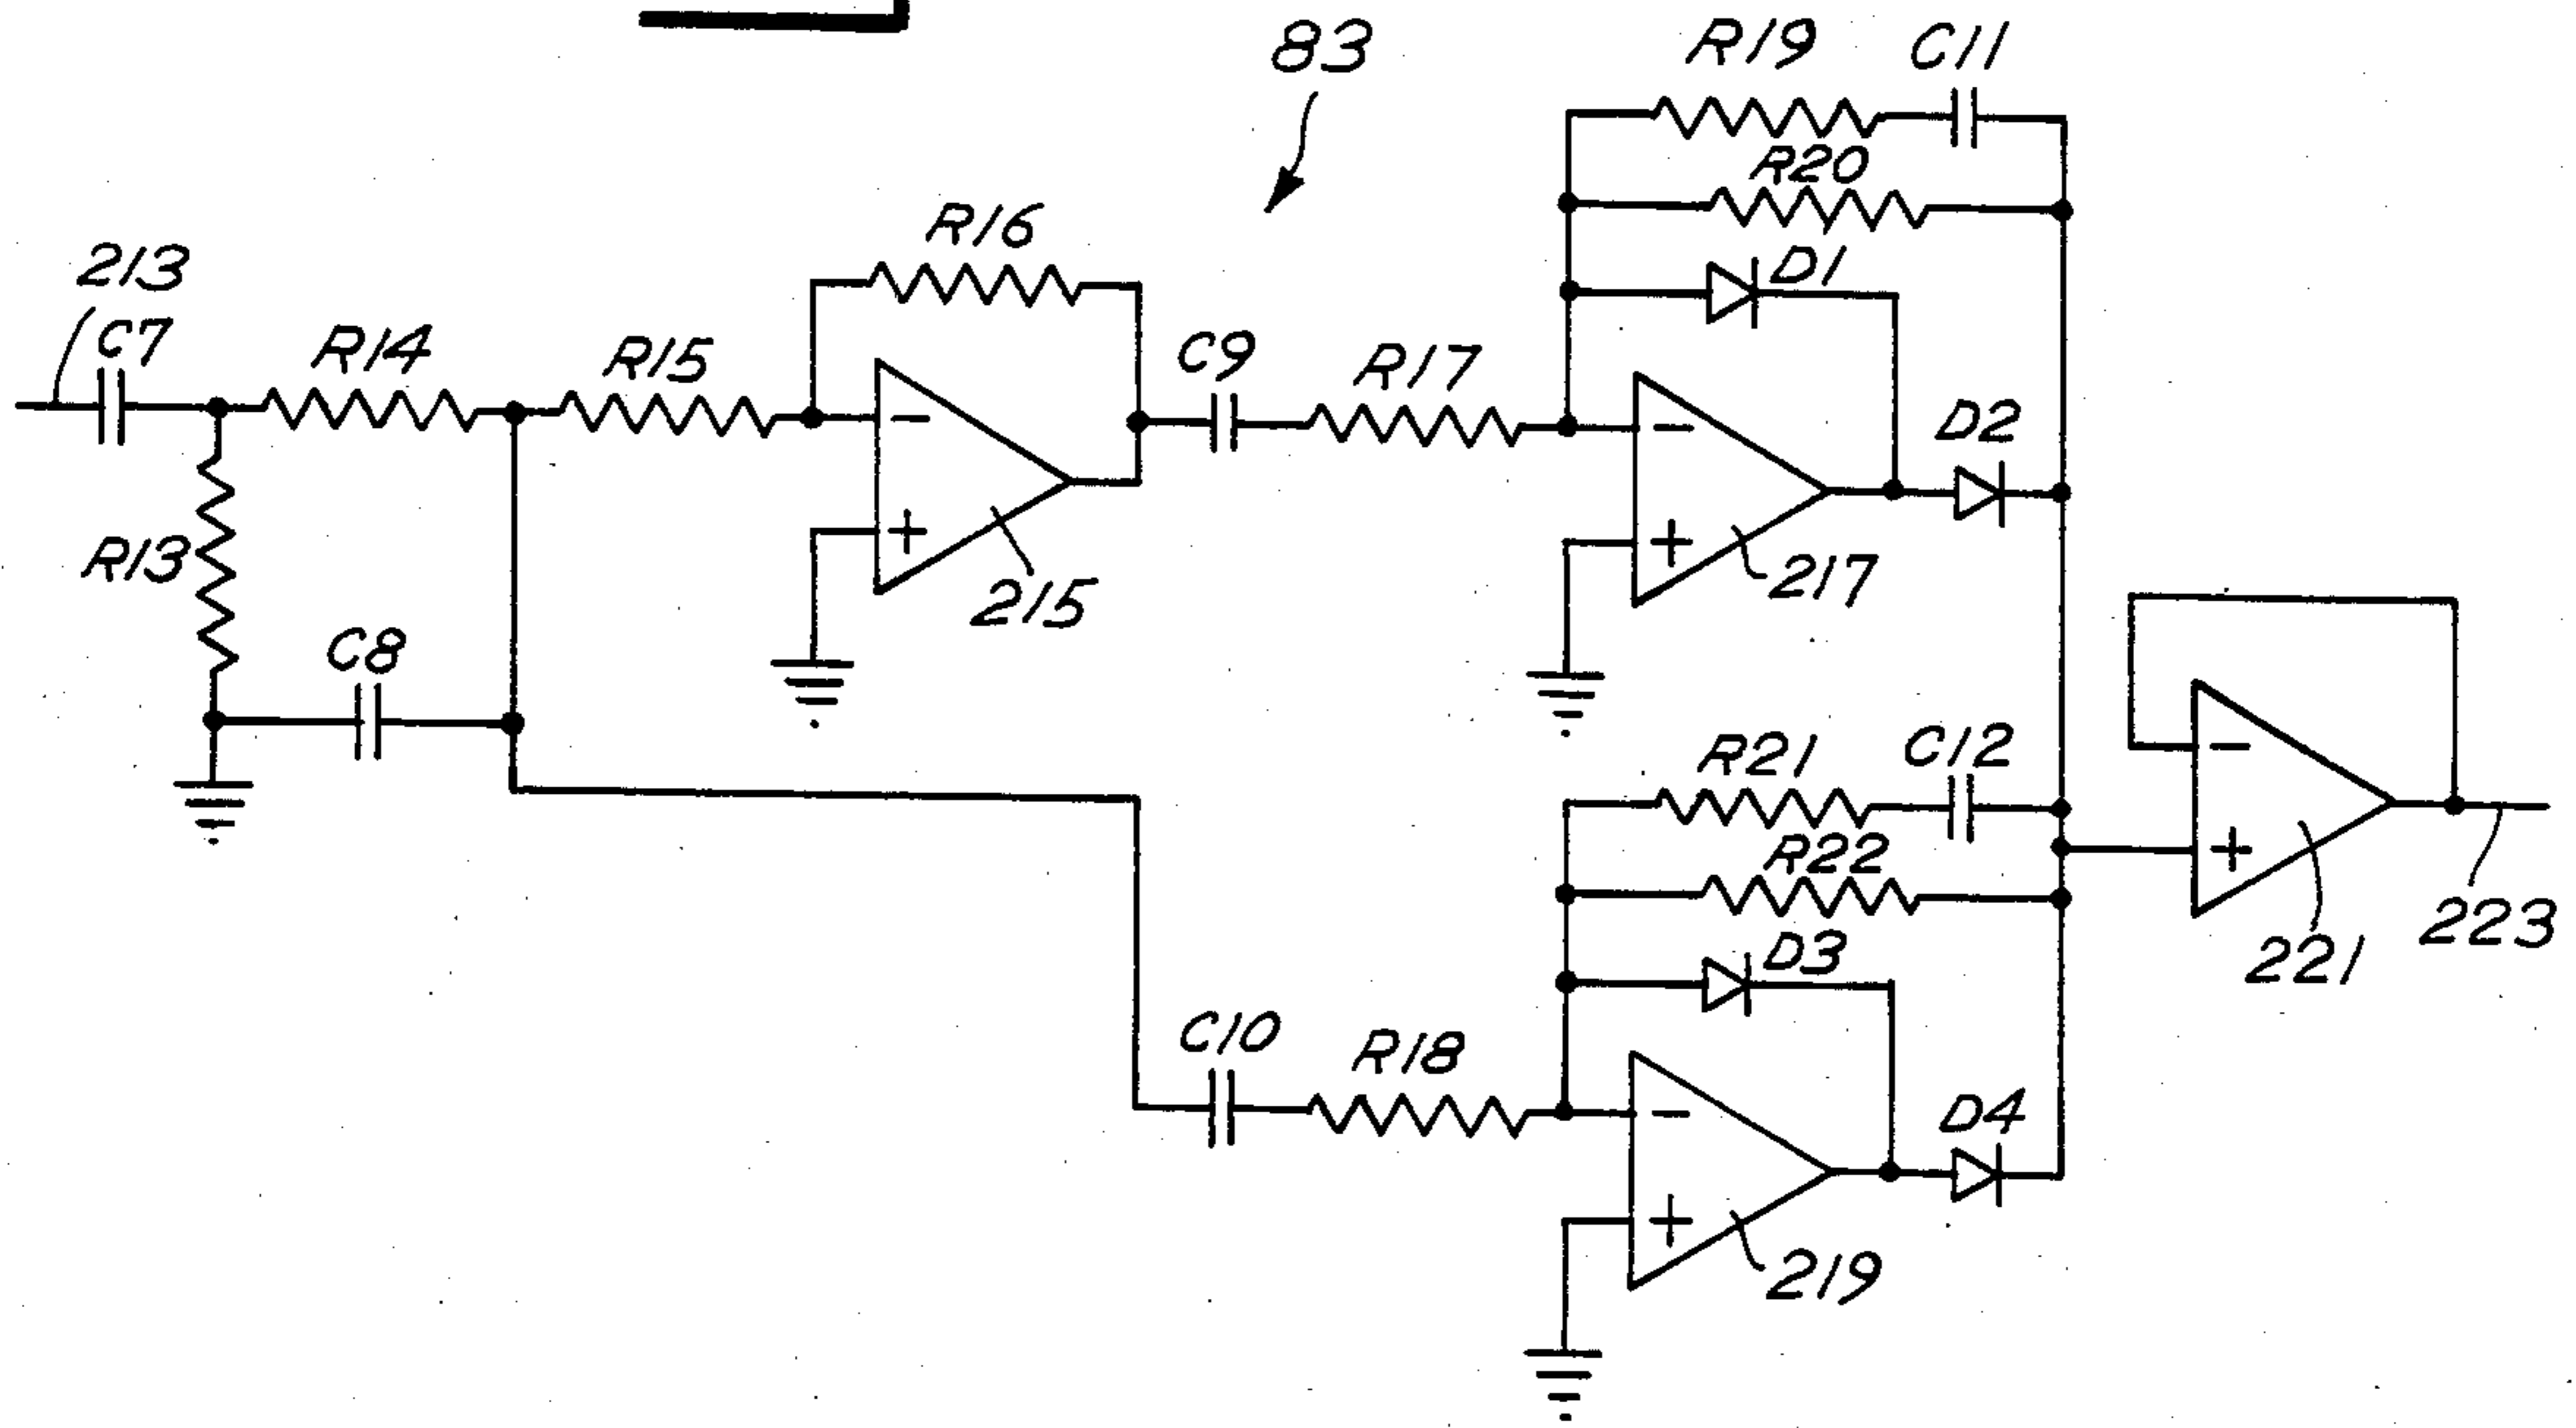 83
R19 C11
R20
R16
D1
213
C7
R14
R15
C9
R17
D2
−
−
R13
+
+
215
217
C8
R21 C12
−
R22
+
D3
223
221
C10
R18
−
D4
+
219